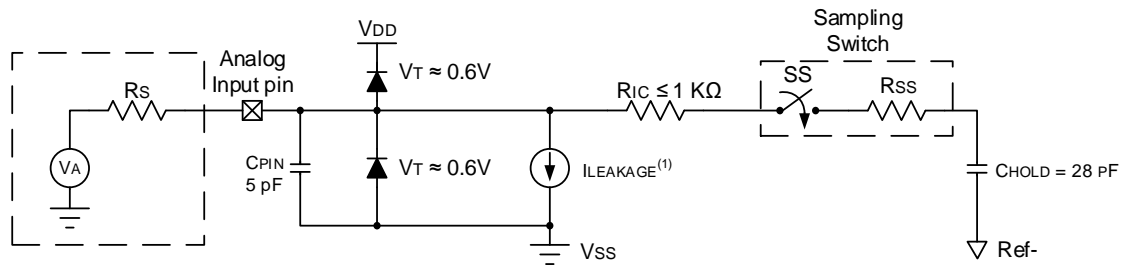 Sampling
Switch
VDD
Analog
Input pin
VT ≈ 0.6V
RS
RIC ≤ 1 KΩ
SS
RSS
VA
CPIN
5 pF
VT ≈ 0.6V
ILEAKAGE(1)
CHOLD = 28 pF
VSS
Ref-